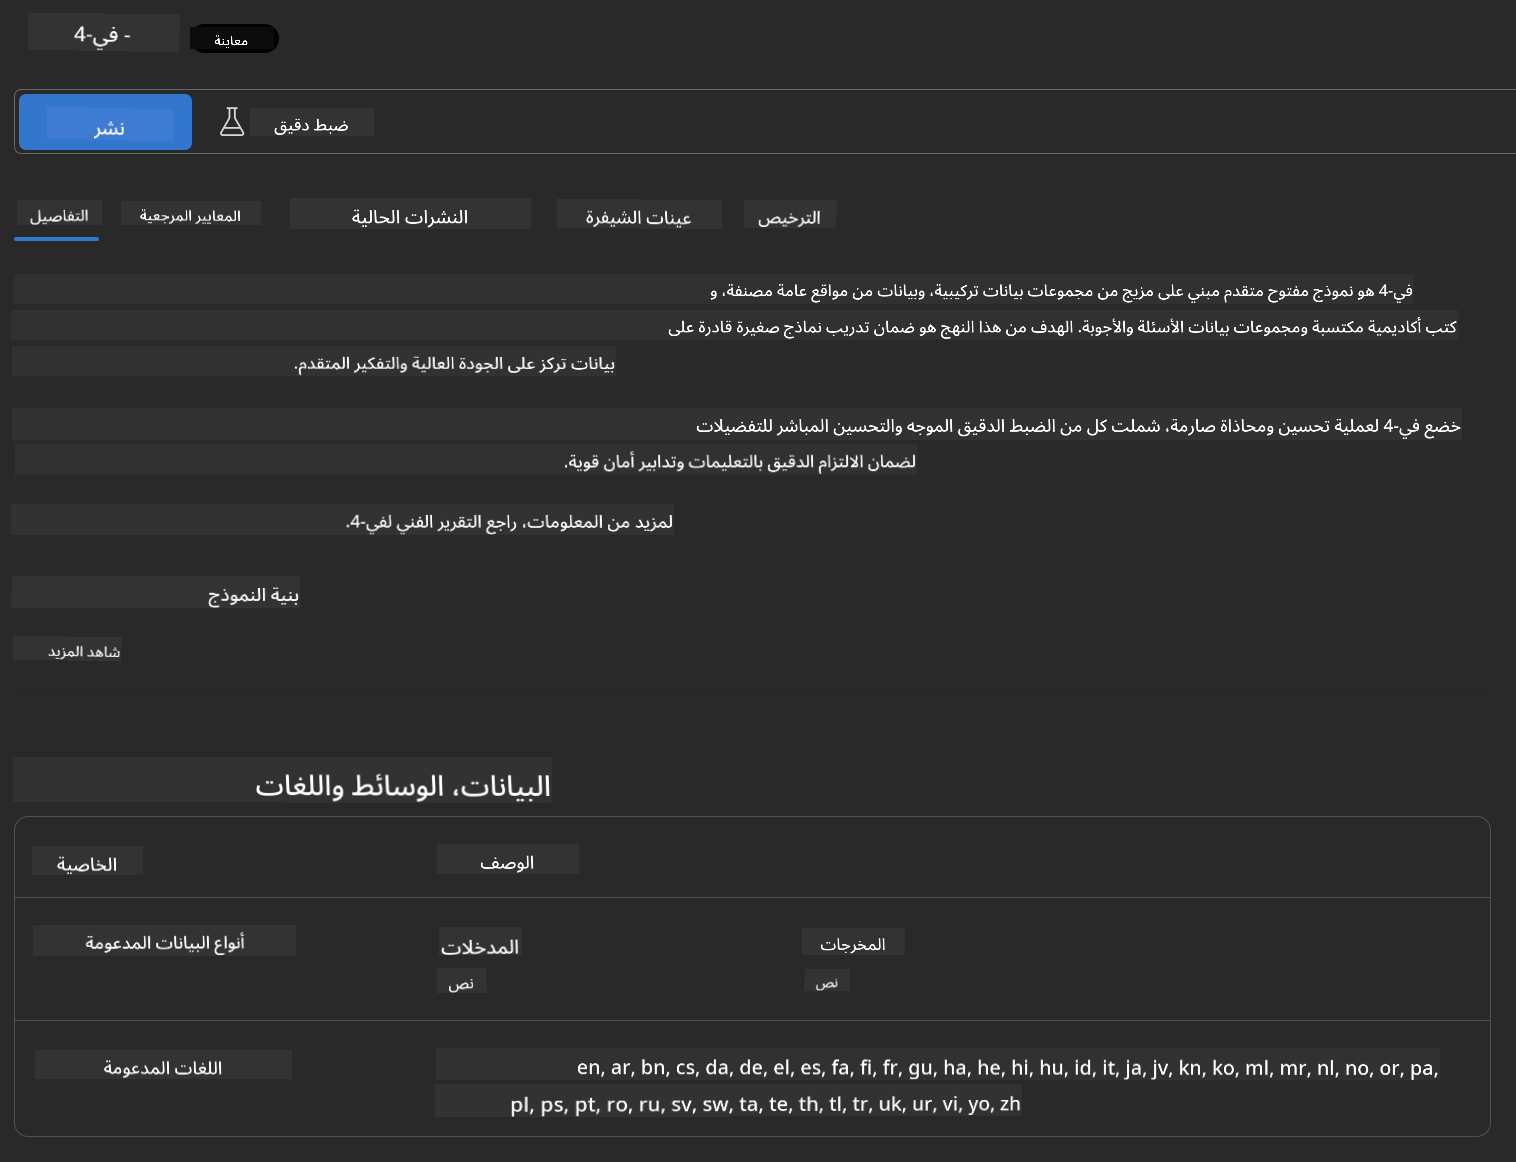 في-4 -
معاينة
نشر
ضبط دقيق
التفاصيل
المعايير المرجعية
النشرات الحالية
عينات الشيفرة
الترخيص
في-4 هو نموذج مفتوح متقدم مبني على مزيج من مجموعات بيانات تركيبية، وبيانات من مواقع عامة مصنفة، و
كتب أكاديمية مكتسبة ومجموعات بيانات الأسئلة والأجوبة. الهدف من هذا النهج هو ضمان تدريب نماذج صغيرة قادرة على
بيانات تركز على الجودة العالية والتفكير المتقدم.
خضع في-4 لعملية تحسين ومحاذاة صارمة، شملت كل من الضبط الدقيق الموجه والتحسين المباشر للتفضيلات
لضمان الالتزام الدقيق بالتعليمات وتدابير أمان قوية.
لمزيد من المعلومات، راجع التقرير الفني لفي-4.
بنية النموذج
شاهد المزيد
البيانات، الوسائط واللغات
الخاصية
الوصف
أنواع البيانات المدعومة
المدخلات
المخرجات
نص
نص
اللغات المدعومة
en, ar, bn, cs, da, de, el, es, fa, fi, fr, gu, ha, he, hi, hu, id, it, ja, jv, kn, ko, ml, mr, nl, no, or, pa,
pl, ps, pt, ro, ru, sv, sw, ta, te, th, tl, tr, uk, ur, vi, yo, zh